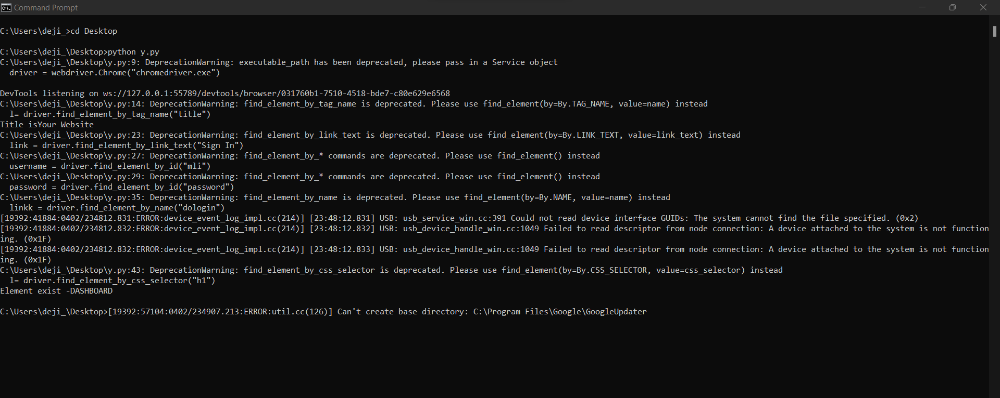 Command Prompt
C:\Users\deji_>cd Desktop
C:\Users\deji_\Desktop>python y.py
C:\Users\deji_\Desktop\y.py:9: DeprecationWarning: executable_path has been deprecated, please pass in a Service object
  driver = webdriver.Chrome("chromedriver.exe")
DevTools listening on ws://127.0.0.1:55789/devtools/browser/031760b1-7510-4518-bde7-c80e629e6568
C:\Users\deji_\Desktop\y.py:14: DeprecationWarning: find_element_by_tag_name is deprecated. Please use find_element(by=By.TAG_NAME, value=name) instead
  l= driver.find_element_by_tag_name("title")
Title isYour Website
C:\Users\deji_\Desktop\y.py:23: DeprecationWarning: find_element_by_link_text is deprecated. Please use find_element(by=By.LINK_TEXT, value=link_text) instead
  link = driver.find_element_by_link_text("Sign In")
C:\Users\deji_\Desktop\y.py:27: DeprecationWarning: find_element_by_* commands are deprecated. Please use find_element() instead
  username = driver.find_element_by_id("mli")
C:\Users\deji_\Desktop\y.py:29: DeprecationWarning: find_element_by_* commands are deprecated. Please use find_element() instead
  password = driver.find_element_by_id("password")
C:\Users\deji_\Desktop\y.py:35: DeprecationWarning: find_element_by_name is deprecated. Please use find_element(by=By.NAME, value=name) instead
  linkk = driver.find_element_by_name("dologin")
[19392:41884:0402/234812.831:ERROR:device_event_log_impl.cc(214)] [23:48:12.831] USB: usb_service_win.cc:391 Could not read device interface GUIDs: The system cannot find the file specified. (0x2)
[19392:41884:0402/234812.832:ERROR:device_event_log_impl.cc(214)] [23:48:12.832] USB: usb_device_handle_win.cc:1049 Failed to read descriptor from node connection: A device attached to the system is not function
ing. (0x1F)
[19392:41884:0402/234812.832:ERROR:device_event_log_impl.cc(214)] [23:48:12.833] USB: usb_device_handle_win.cc:1049 Failed to read descriptor from node connection: A device attached to the system is not function
ing. (0x1F)
C:\Users\deji_\Desktop\y.py:43: DeprecationWarning: find_element_by_css_selector is deprecated. Please use find_element(by=By.CSS_SELECTOR, value=css_selector) instead
  l= driver.find_element_by_css_selector("h1")
Element exist -DASHBOARD
C:\Users\deji_\Desktop>[19392:57104:0402/234907.213:ERROR:util.cc(126)] Can't create base directory: C:\Program Files\Google\GoogleUpdater